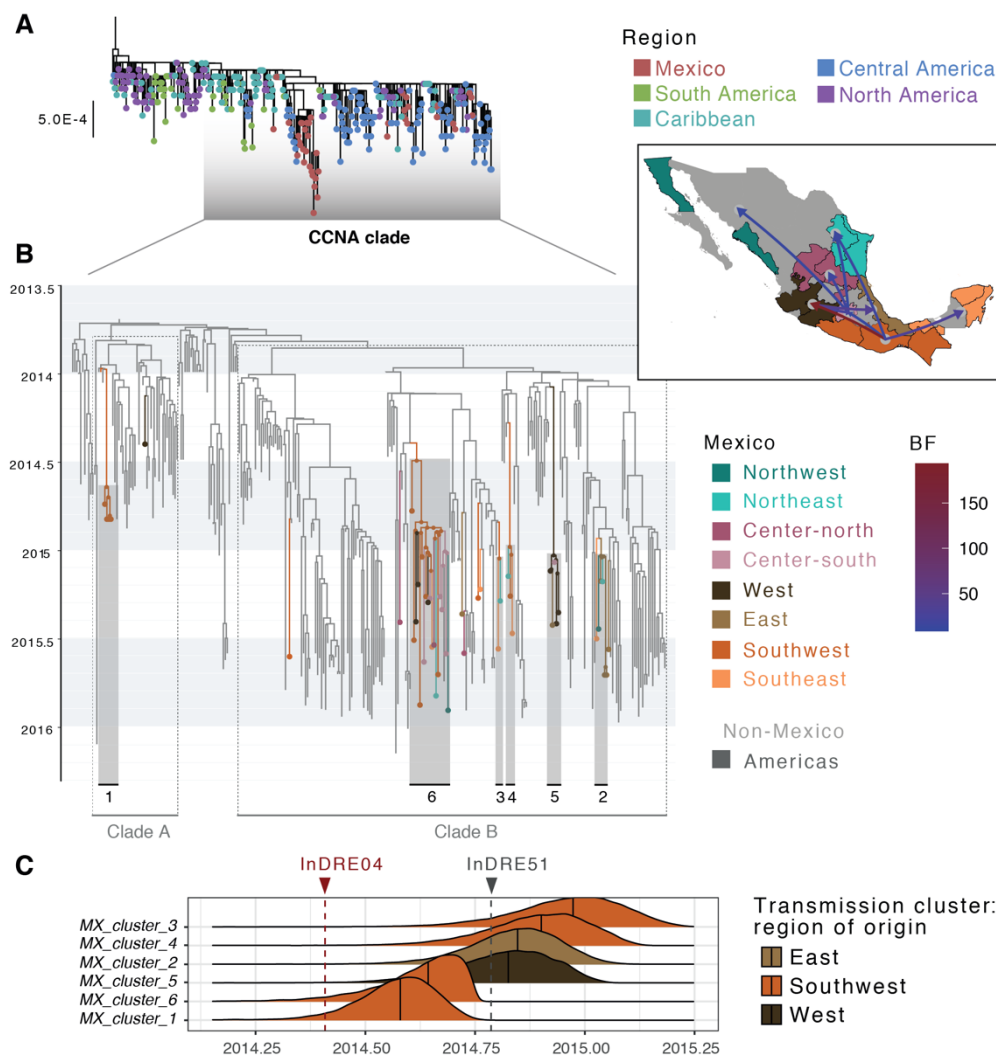 A
Region
Mexico
Central America
South America
North America
Caribbean
5.0E-4
CCNA clade
B
2013.5
2014
2014.5
2015
2015.5
2016
Mexico
BF
Northwest
Northeast
Center-north
Center-south
West
East
Southwest
Southeast
150
100
50
Non-Mexico
Americas
1
6
3
4
5
2
Clade A
Clade B
C
InDRE04
InDRE51
MX_cluster_3
MX_cluster_4
MX_cluster_2
MX_cluster_5
MX_cluster_6
MX_cluster_1
2014.25
2014.50
2014.75
2015.00
2015.25
Transmission cluster:
region of origin
East
Southwest
West